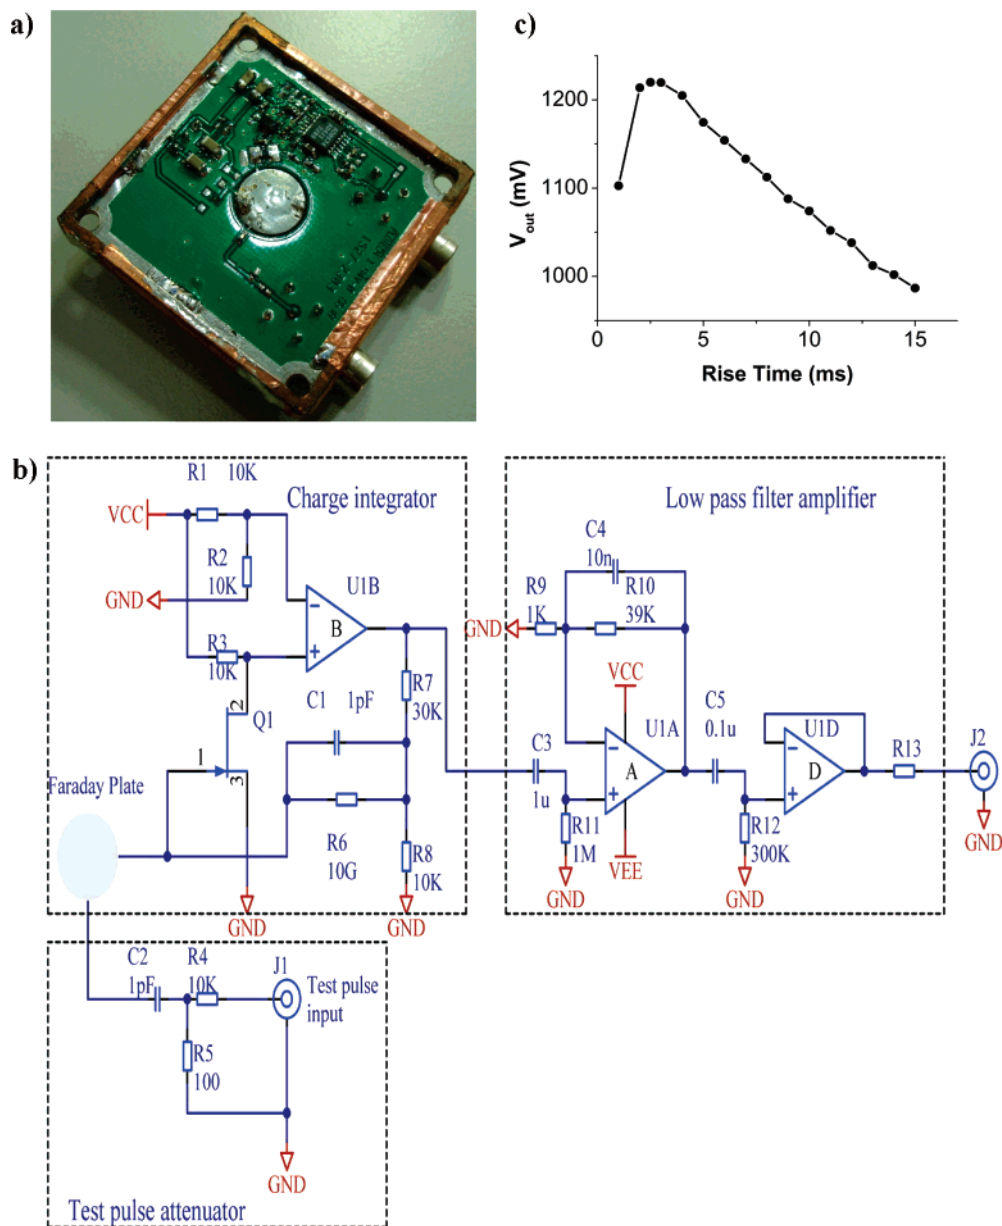 a)
c)
1200
1100
1000
V_out (mV)
0
5
10
15
Rise Time (ms)
b)
R1 10K
Charge integrator
VCC
R2
10K
GND
U1B
B
R3
10K
C1 1pF
R7
30K
2
Q1
1
3
Faraday Plate
R6
10G
R8
10K
GND
GND
Low pass filter amplifier
C4
10n
R9
1K
R10
39K
GND
VCC
U1A
A
C5
0.1u
C3
1u
R11
1M
VEE
GND
U1D
D
R12
300K
GND
R13
J2
GND
C2
1pF
R4
10K
J1
Test pulse
input
R5
100
GND
Test pulse attenuator